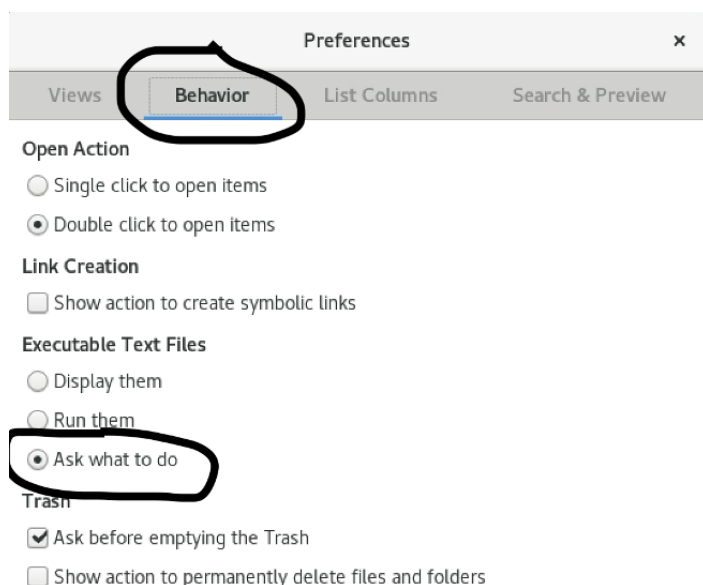 Preferences
Views Behavior List Columns Search & Preview
Open Action
Single click to open items
Double click to open items
Link Creation
Show action to create symbolic links
Executable Text Files
Display them
Run them
Ask what to do
Trash
Ask before emptying the Trash
Show action to permanently delete files and folders